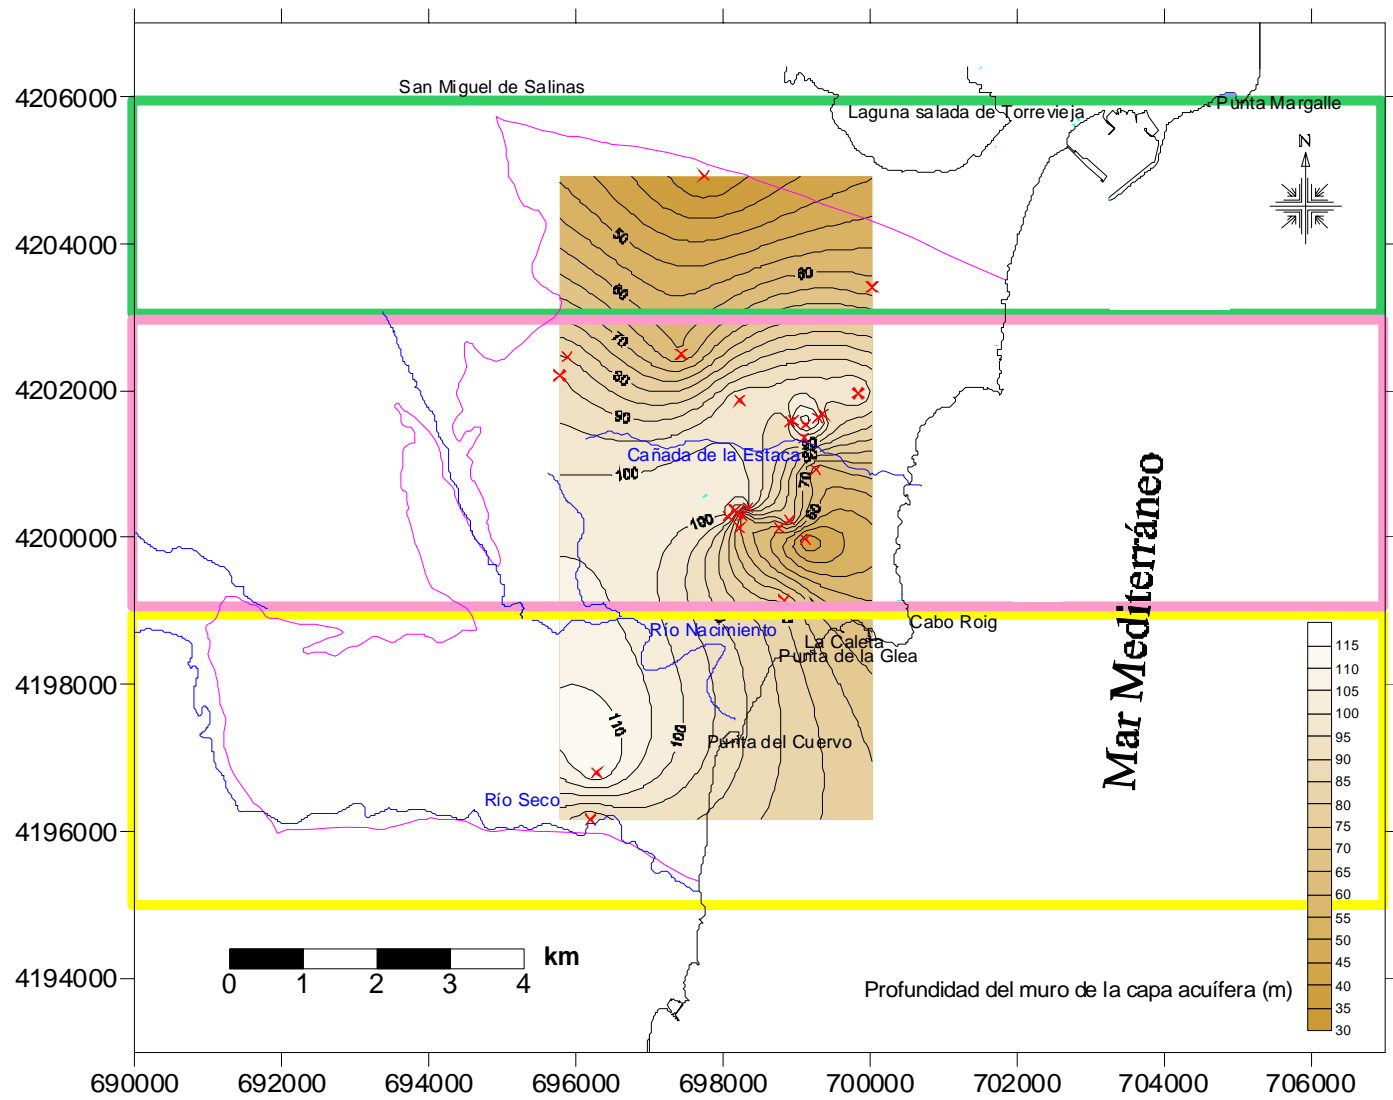 4206000
4204000
4202000
4200000
4198000
4196000
4194000
690000 692000 694000 696000 698000 700000 702000 704000 706000
San Miguel de Salinas
Laguna salada de Torrevieja
Punta Margalle
N
50
60
80
70
80
90
Cañada de la Estaca
100
70
60
100
Cabo Roig
Río Nacimiento
La Caleta
Punta de la Glea
110
100
Punta del Cuervo
Río Seco
Mar Mediterráneo
115
110
105
100
95
90
85
80
75
70
65
60
55
50
45
40
35
30
km
0 1 2 3 4
Profundidad del muro de la capa acuífera (m)